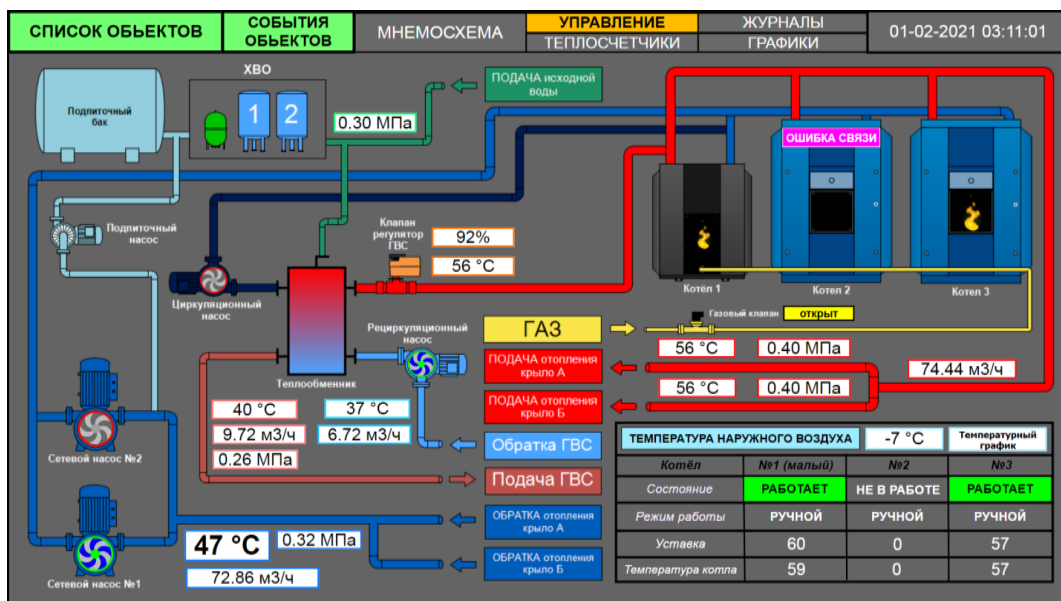 СПИСОК ОБЬЕКТОВ
СОБЫТИЯ
ОБЬЕКТОВ
МНЕМОСХЕМА
УПРАВЛЕНИЕ
ТЕПЛОСЧЕТЧИКИ
ЖУРНАЛЫ
ГРАФИКИ
01-02-2021 03:11:01
ХВО
Подпиточный
бак
1
2
0.30 МПа
ПОДАЧА исходной
воды
ОШИБКА СВЯЗИ
Подпиточный
насос
Клапан
регулятор
ГВС
92%
56 °C
Циркуляционный
насос
Котёл 1
Котел 2
Котел 3
Газовый клапан
открыт
Рециркуляционный
насос
Теплообменник
ГАЗ
ПОДАЧА отопления
крыло А
56 °C
0.40 МПа
74.44 м3/ч
ПОДАЧА отопления
крыло Б
56 °C
0.40 МПа
40 °C
9.72 м3/ч
0.26 МПа
37 °C
6.72 м3/ч
Обратка ГВС
Подача ГВС
Сетевой насос №2
ОБРАТКА отопления
крыло А
ОБРАТКА отопления
крыло Б
47 °C
0.32 МПа
72.86 м3/ч
Сетевой насос №1
ТЕМПЕРАТУРА НАРУЖНОГО ВОЗДУХА
-7 °C
Температурный
график
Котёл №1 (малый) №2 №3
Состояние РАБОТАЕТ НЕ В РАБОТЕ РАБОТАЕТ
Режим работы РУЧНОЙ РУЧНОЙ РУЧНОЙ
Уставка 60 0 57
Температура котла 59 0 57